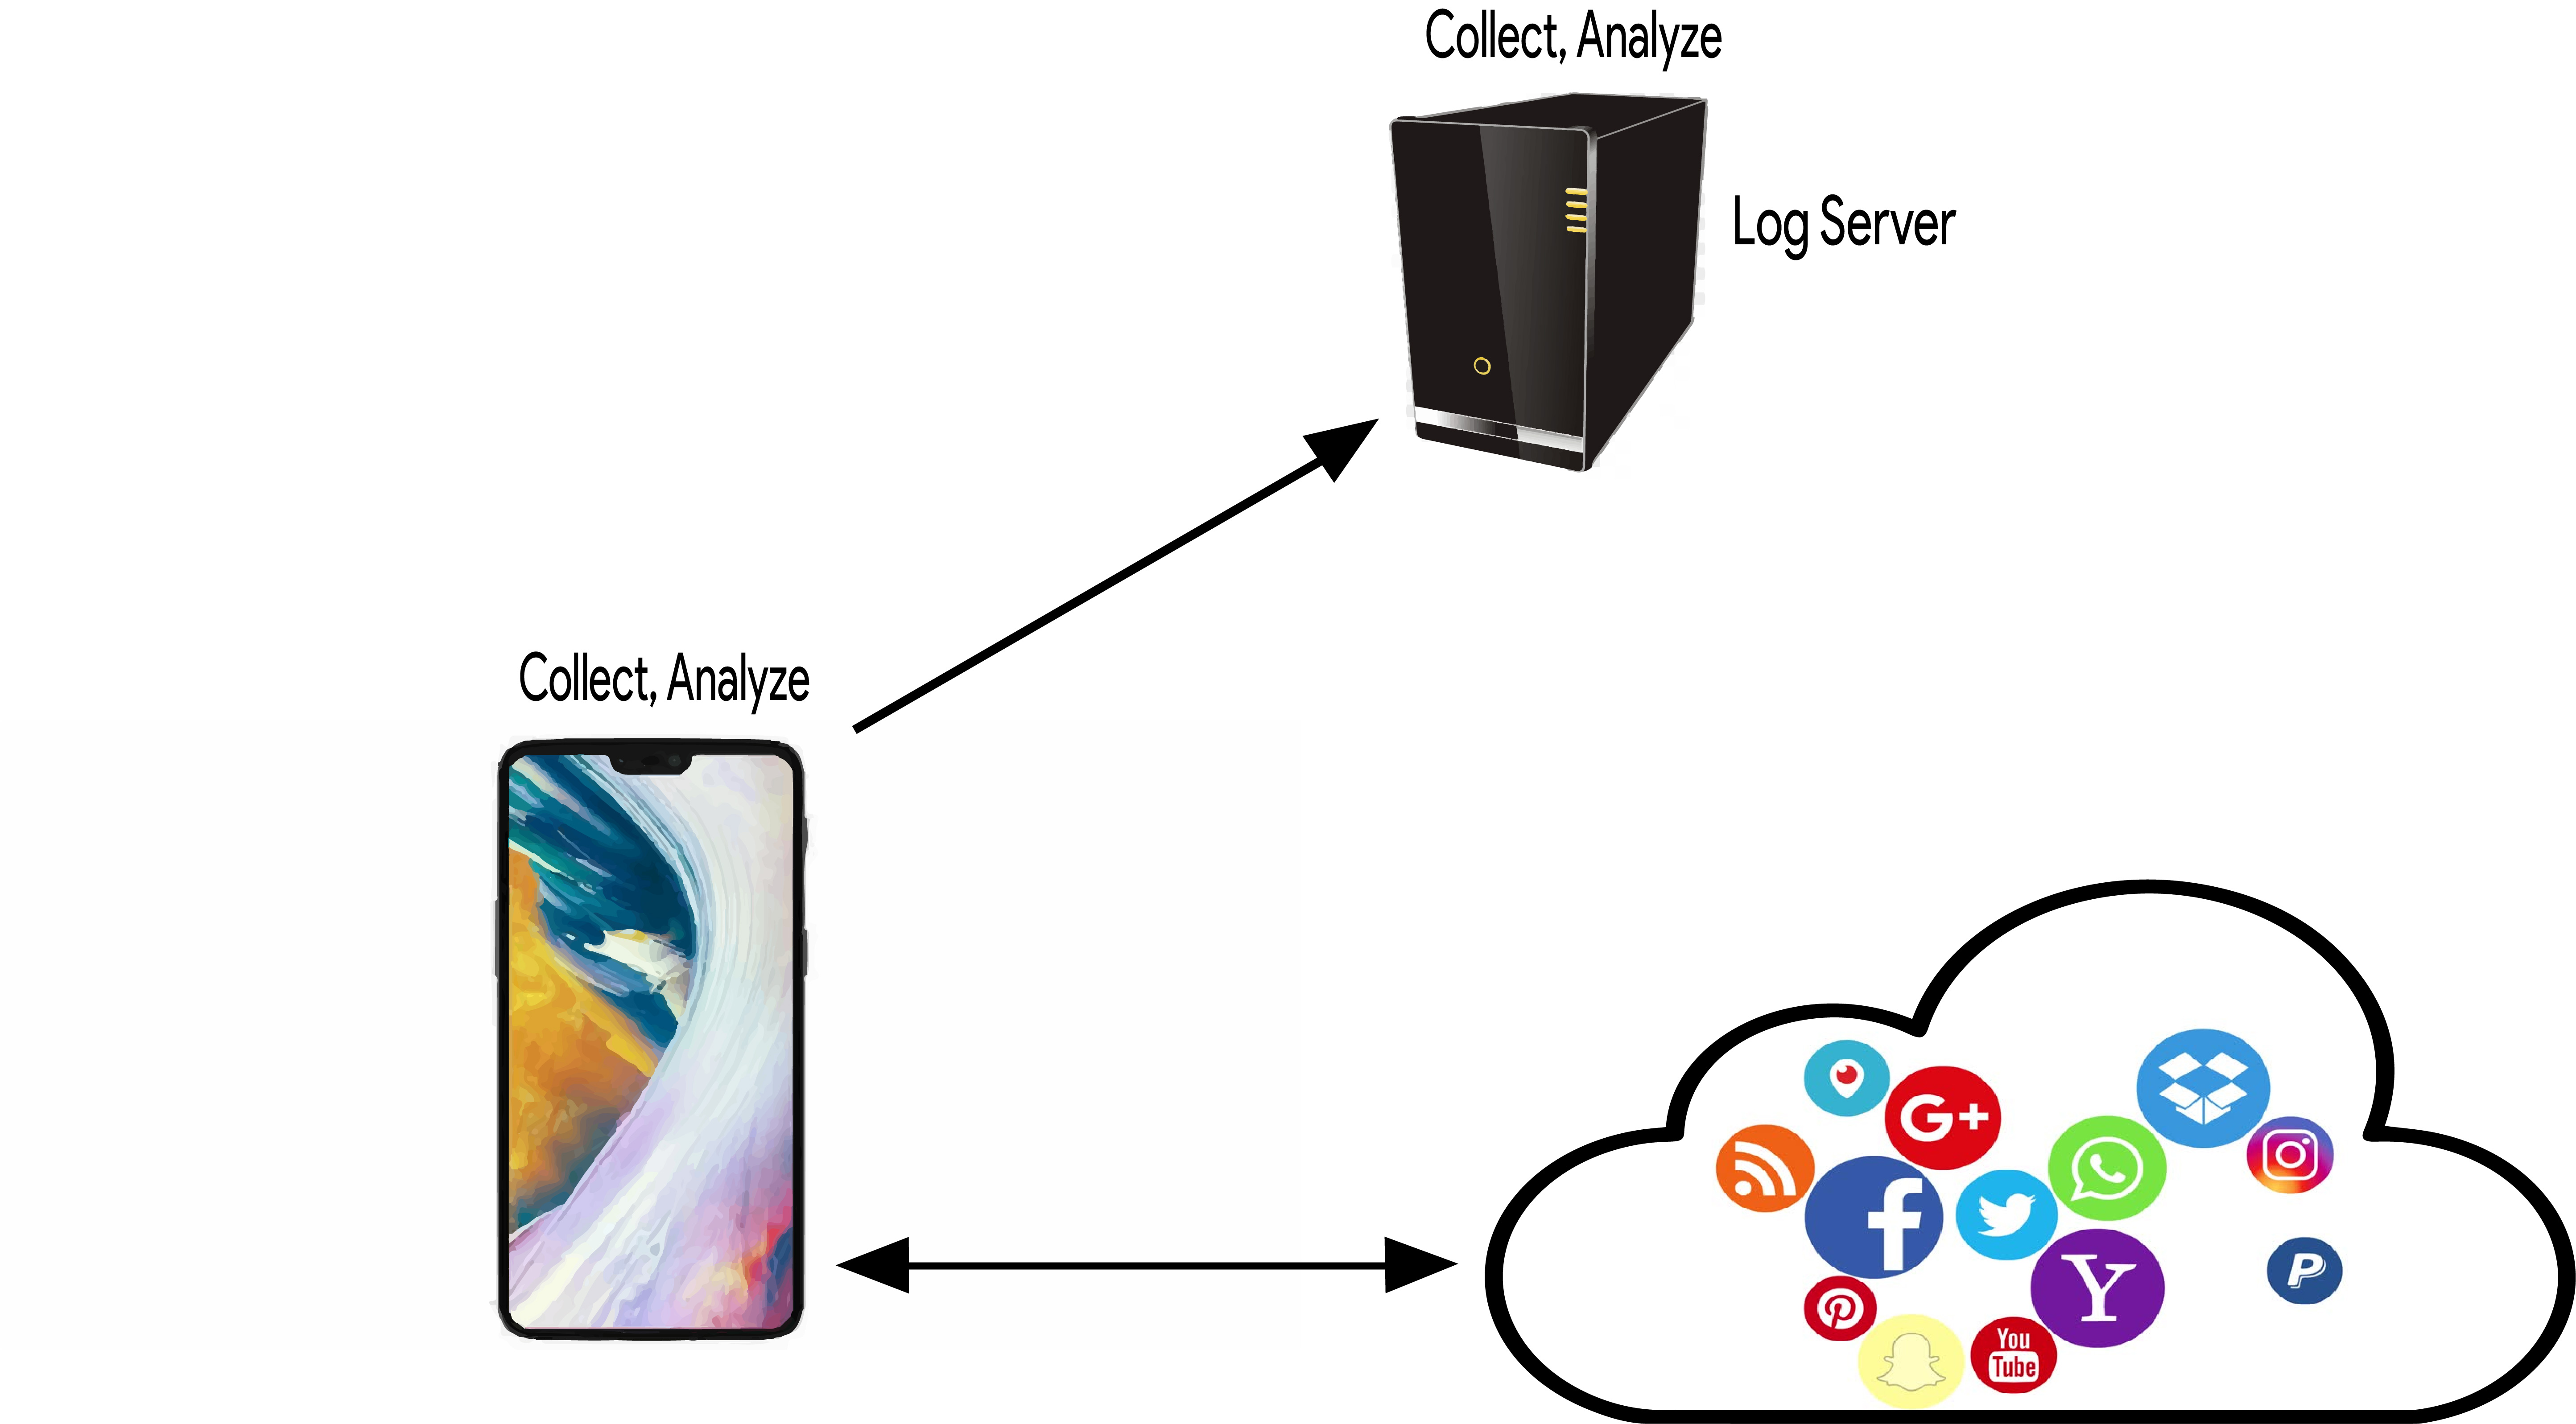 Collect, Analyze
Log Server
Collect, Analyze
G+
f
Y
P
You
Tube